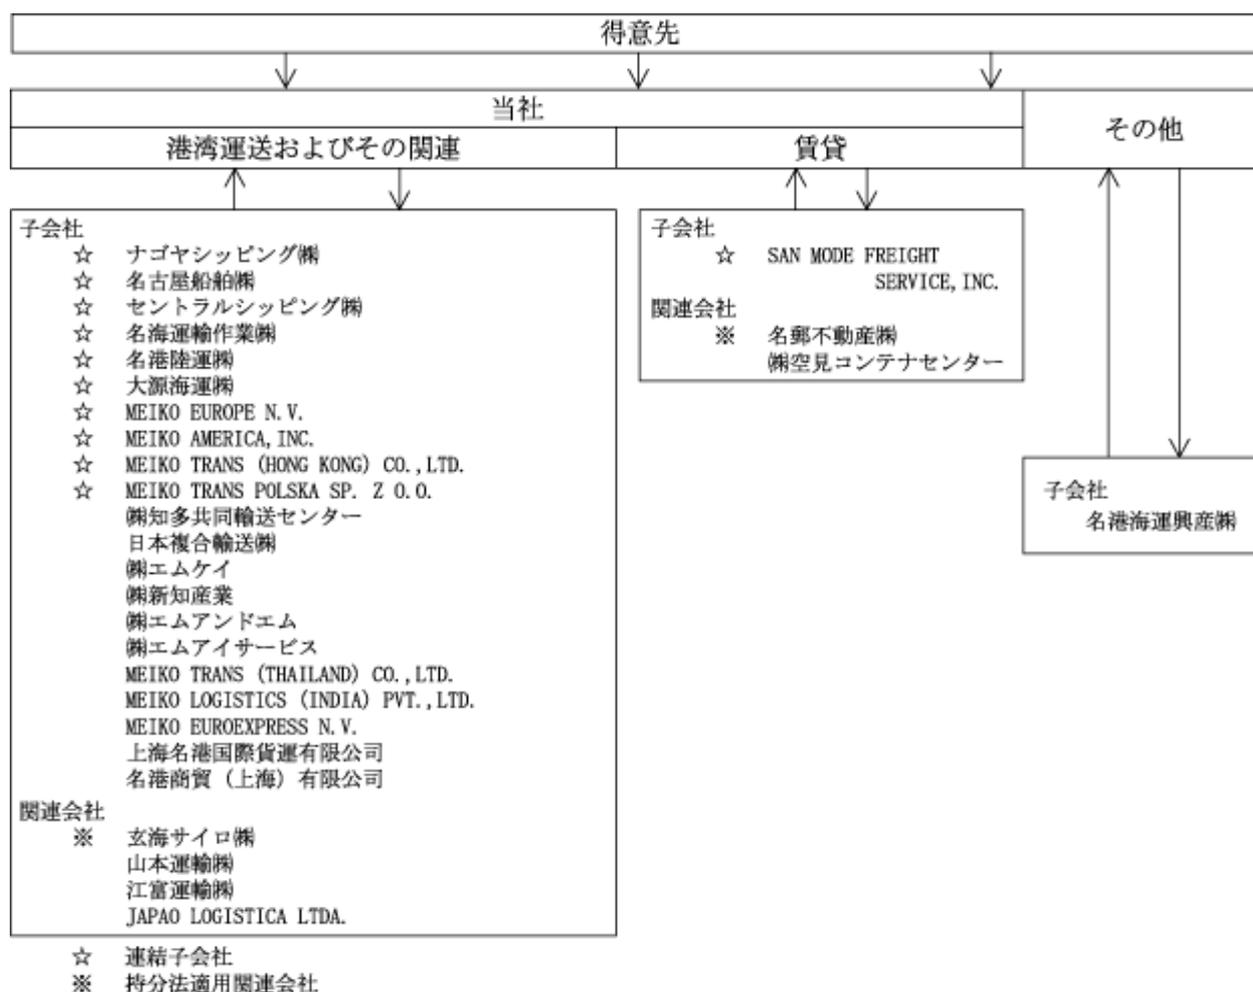 得意先
当社
港湾運送およびその関連
賃貸
その他
子会社
☆ ナゴヤシッピング㈱
☆ 名古屋船舶㈱
☆ セントラルシッピング㈱
☆ 名海運輸作業㈱
☆ 名港陸運㈱
☆ 大源海運㈱
☆ MEIKO EUROPE N.V.
☆ MEIKO AMERICA,INC.
☆ MEIKO TRANS (HONG KONG) CO.,LTD.
☆ MEIKO TRANS POLSKA SP. Z O.O.
㈱知多共同輸送センター
日本複合輸送㈱
㈱エムケイ
㈱新知産業
㈱エムアンドエム
㈱エムアイサービス
MEIKO TRANS (THAILAND) CO.,LTD.
MEIKO LOGISTICS (INDIA) PVT.,LTD.
MEIKO EUROEXPRESS N.V.
上海名港国際貨運有限公司
名港商貿（上海）有限公司
関連会社
※ 玄海サイロ㈱
山本運輸㈱
江富運輸㈱
JAPAO LOGISTICA LTDA.
子会社
☆ SAN MODE FREIGHT
SERVICE,INC.
関連会社
※ 名郵不動産㈱
㈱空見コンテナセンター
子会社
名港海運興産㈱
☆ 連結子会社
※ 持分法適用関連会社